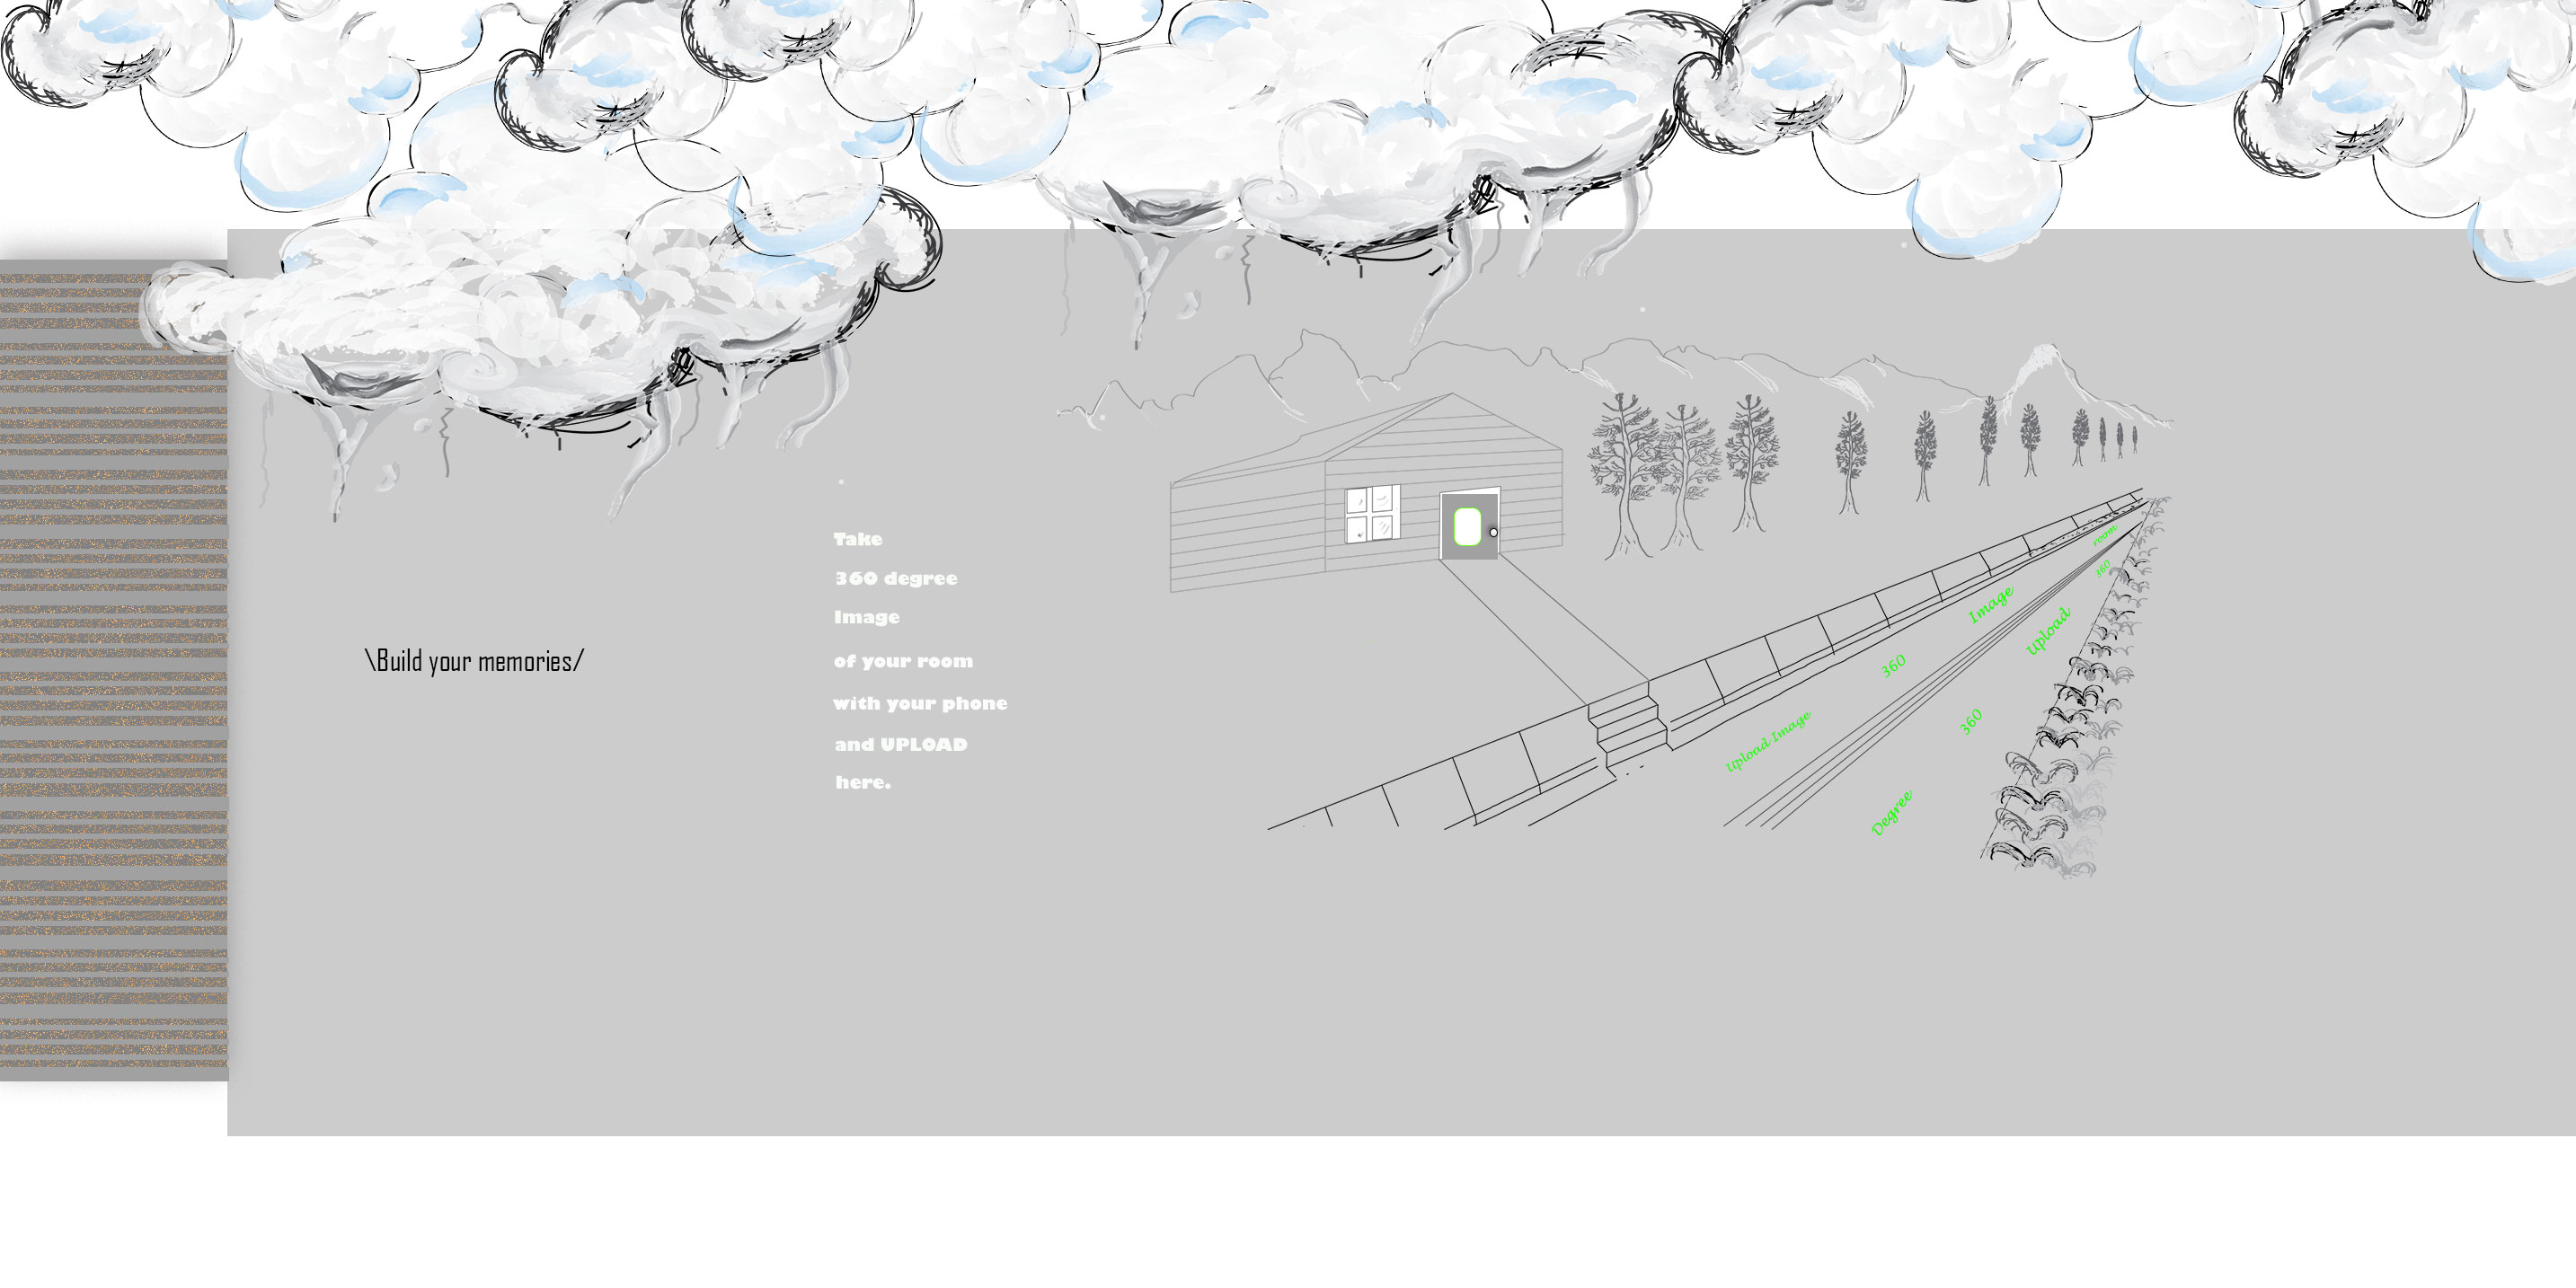 \Build your memories/
Take
360 degree
Image
of your room
with your phone
and UPLOAD
here.
room
360
Image
Upload
360
360
Upload Image
Degree